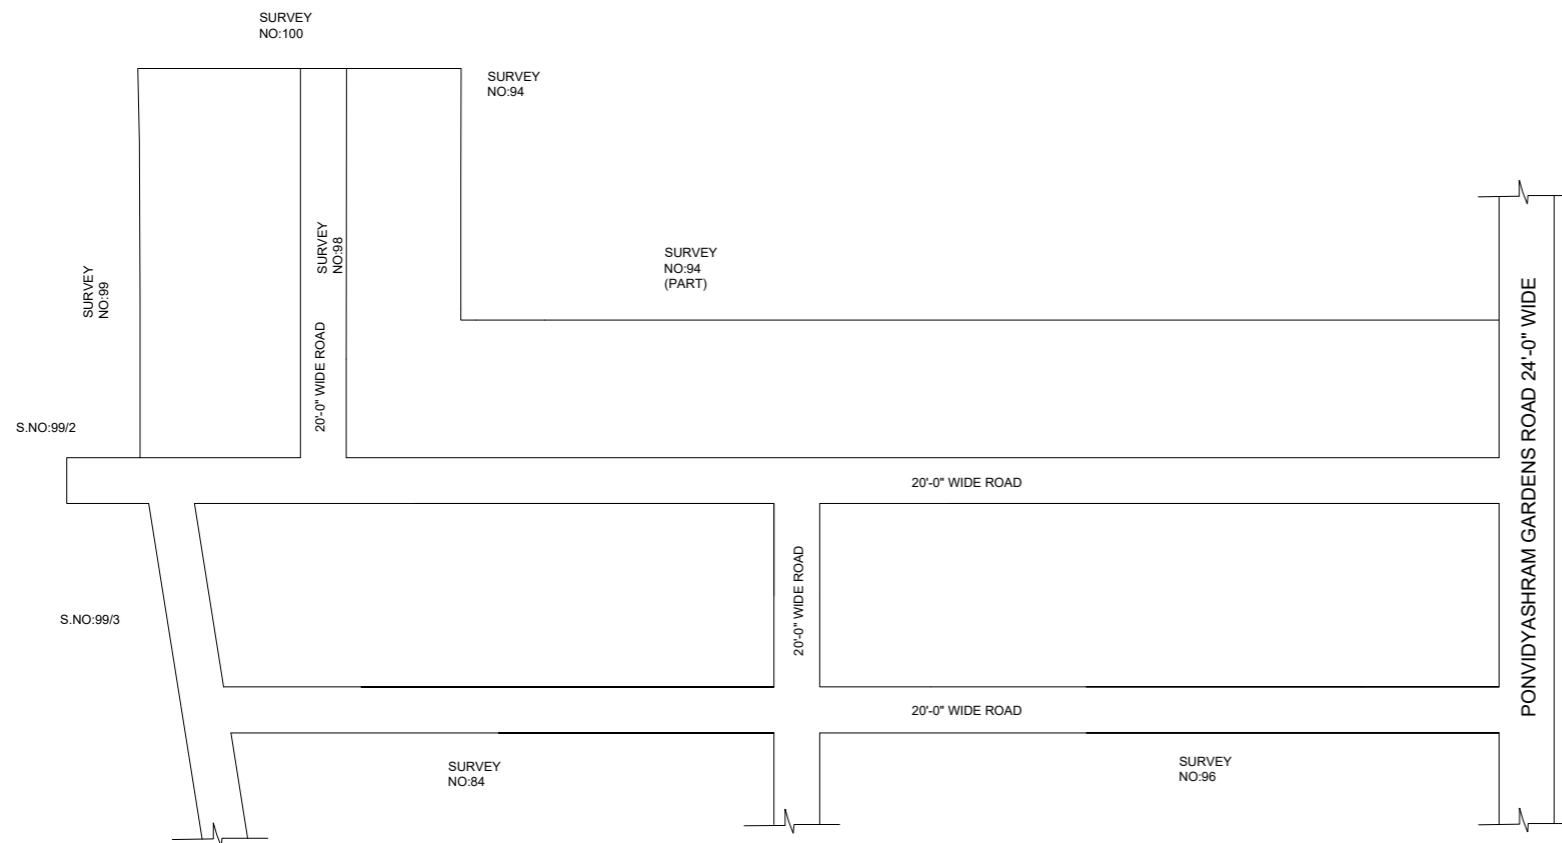 SURVEY
NO:100
SURVEY
NO:94
SURVEY
NO:98
SURVEY
NO:94
(PART)
SURVEY
NO:99
20'-0" WIDE ROAD
PONVIDYASHRAM GARDENS ROAD 24'-0" WIDE
S.NO:99/2
20'-0" WIDE ROAD
20'-0" WIDE ROAD
S.NO:99/3
20'-0" WIDE ROAD
SURVEY
NO:84
SURVEY
NO:96